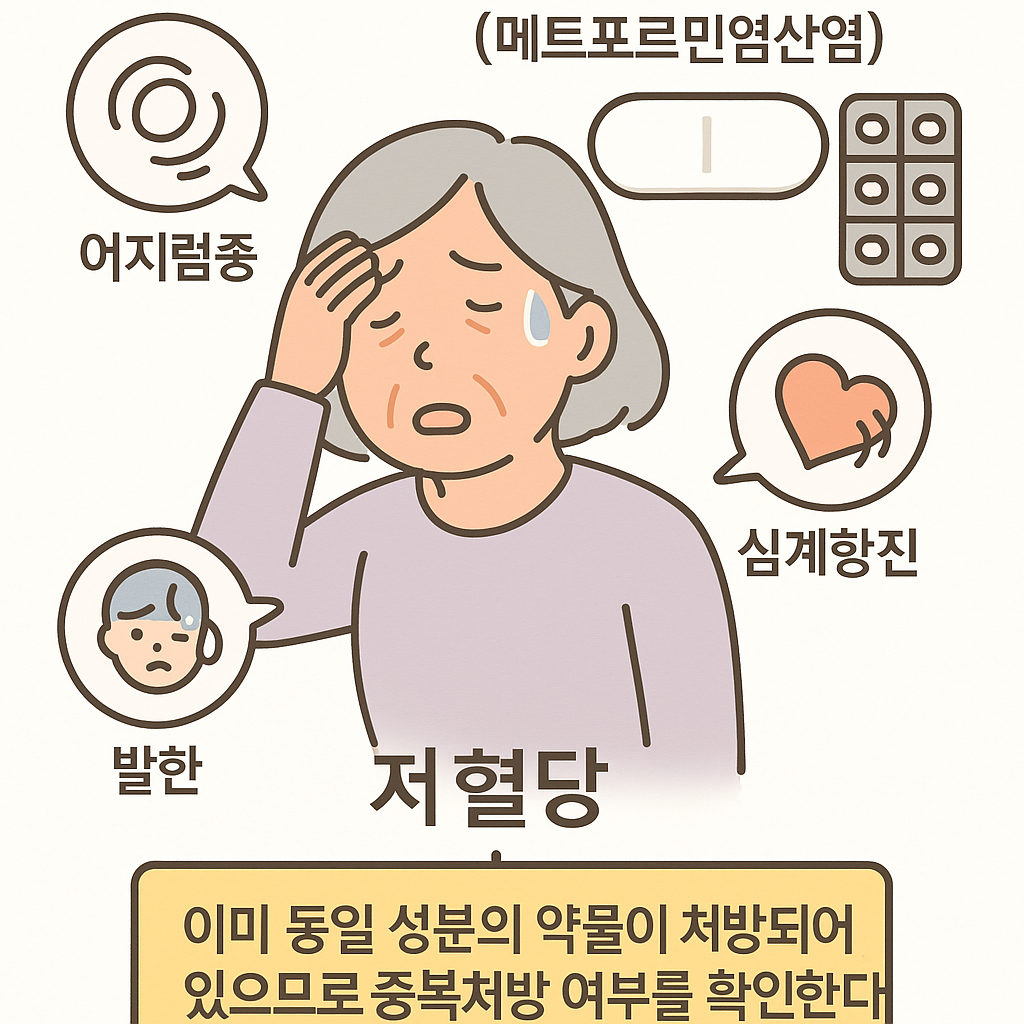 (메트포르민염산염)
어지럼종
심계항진
발한
저혈당
이미 동일 성분의 약물이 처방되어
있으므로 중복처방 여부를 확인한다